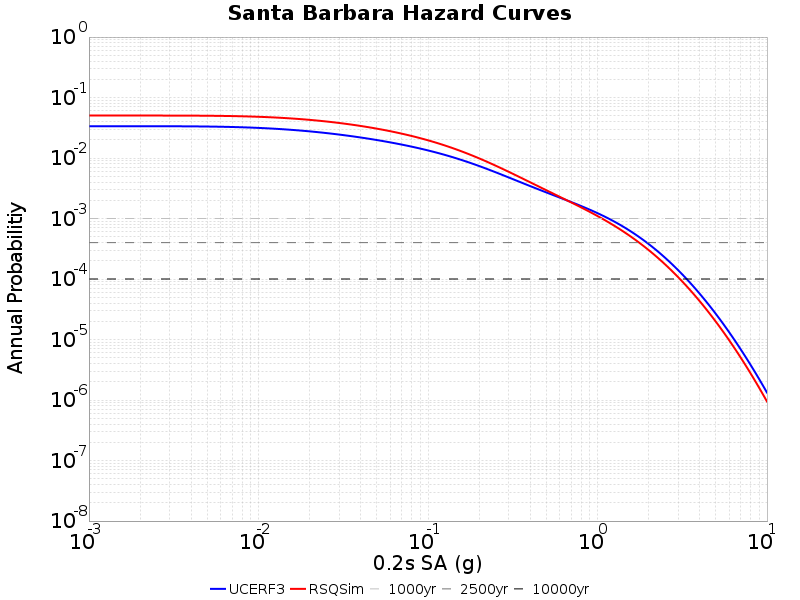 Santa Barbara Hazard Curves
10^0
10^-1
10^-2
10^-3
10^-4
10^-5
10^-6
10^-7
10^-8
Annual Probabilitiy
10^-3 10^-2 10^-1 10^0 10^1
0.2s SA (g)
UCERF3 RSQSim 1000yr 2500yr 10000yr